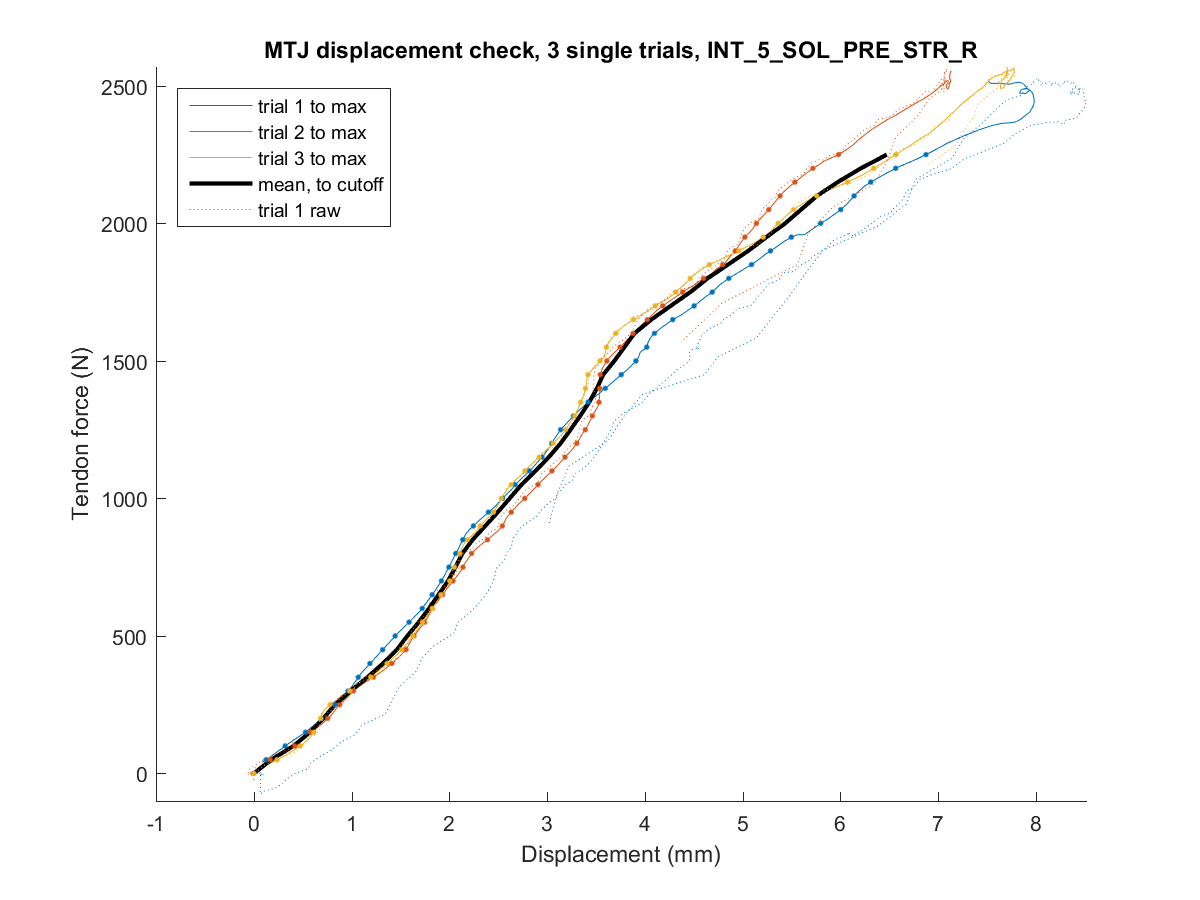 MTJ displacement check, 3 single trials, INT_5_SOL_PRE_STR_R
2500
2000
1500
1000
500
0
Tendon force (N)
trial 1 to max
trial 2 to max
trial 3 to max
mean, to cutoff
trial 1 raw
-1 0 1 2 3 4 5 6 7 8
Displacement (mm)